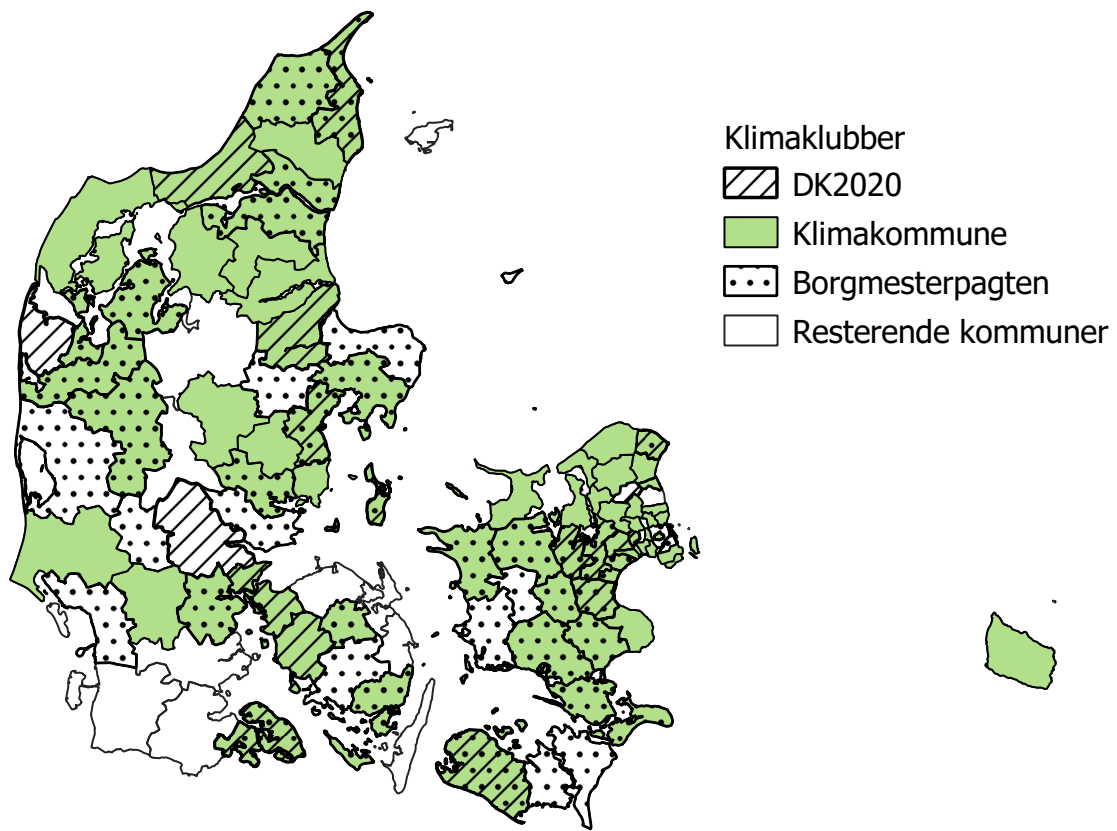 Klimaklubber
DK2020
Klimakommune
Borgmesterpagten
Resterende kommuner